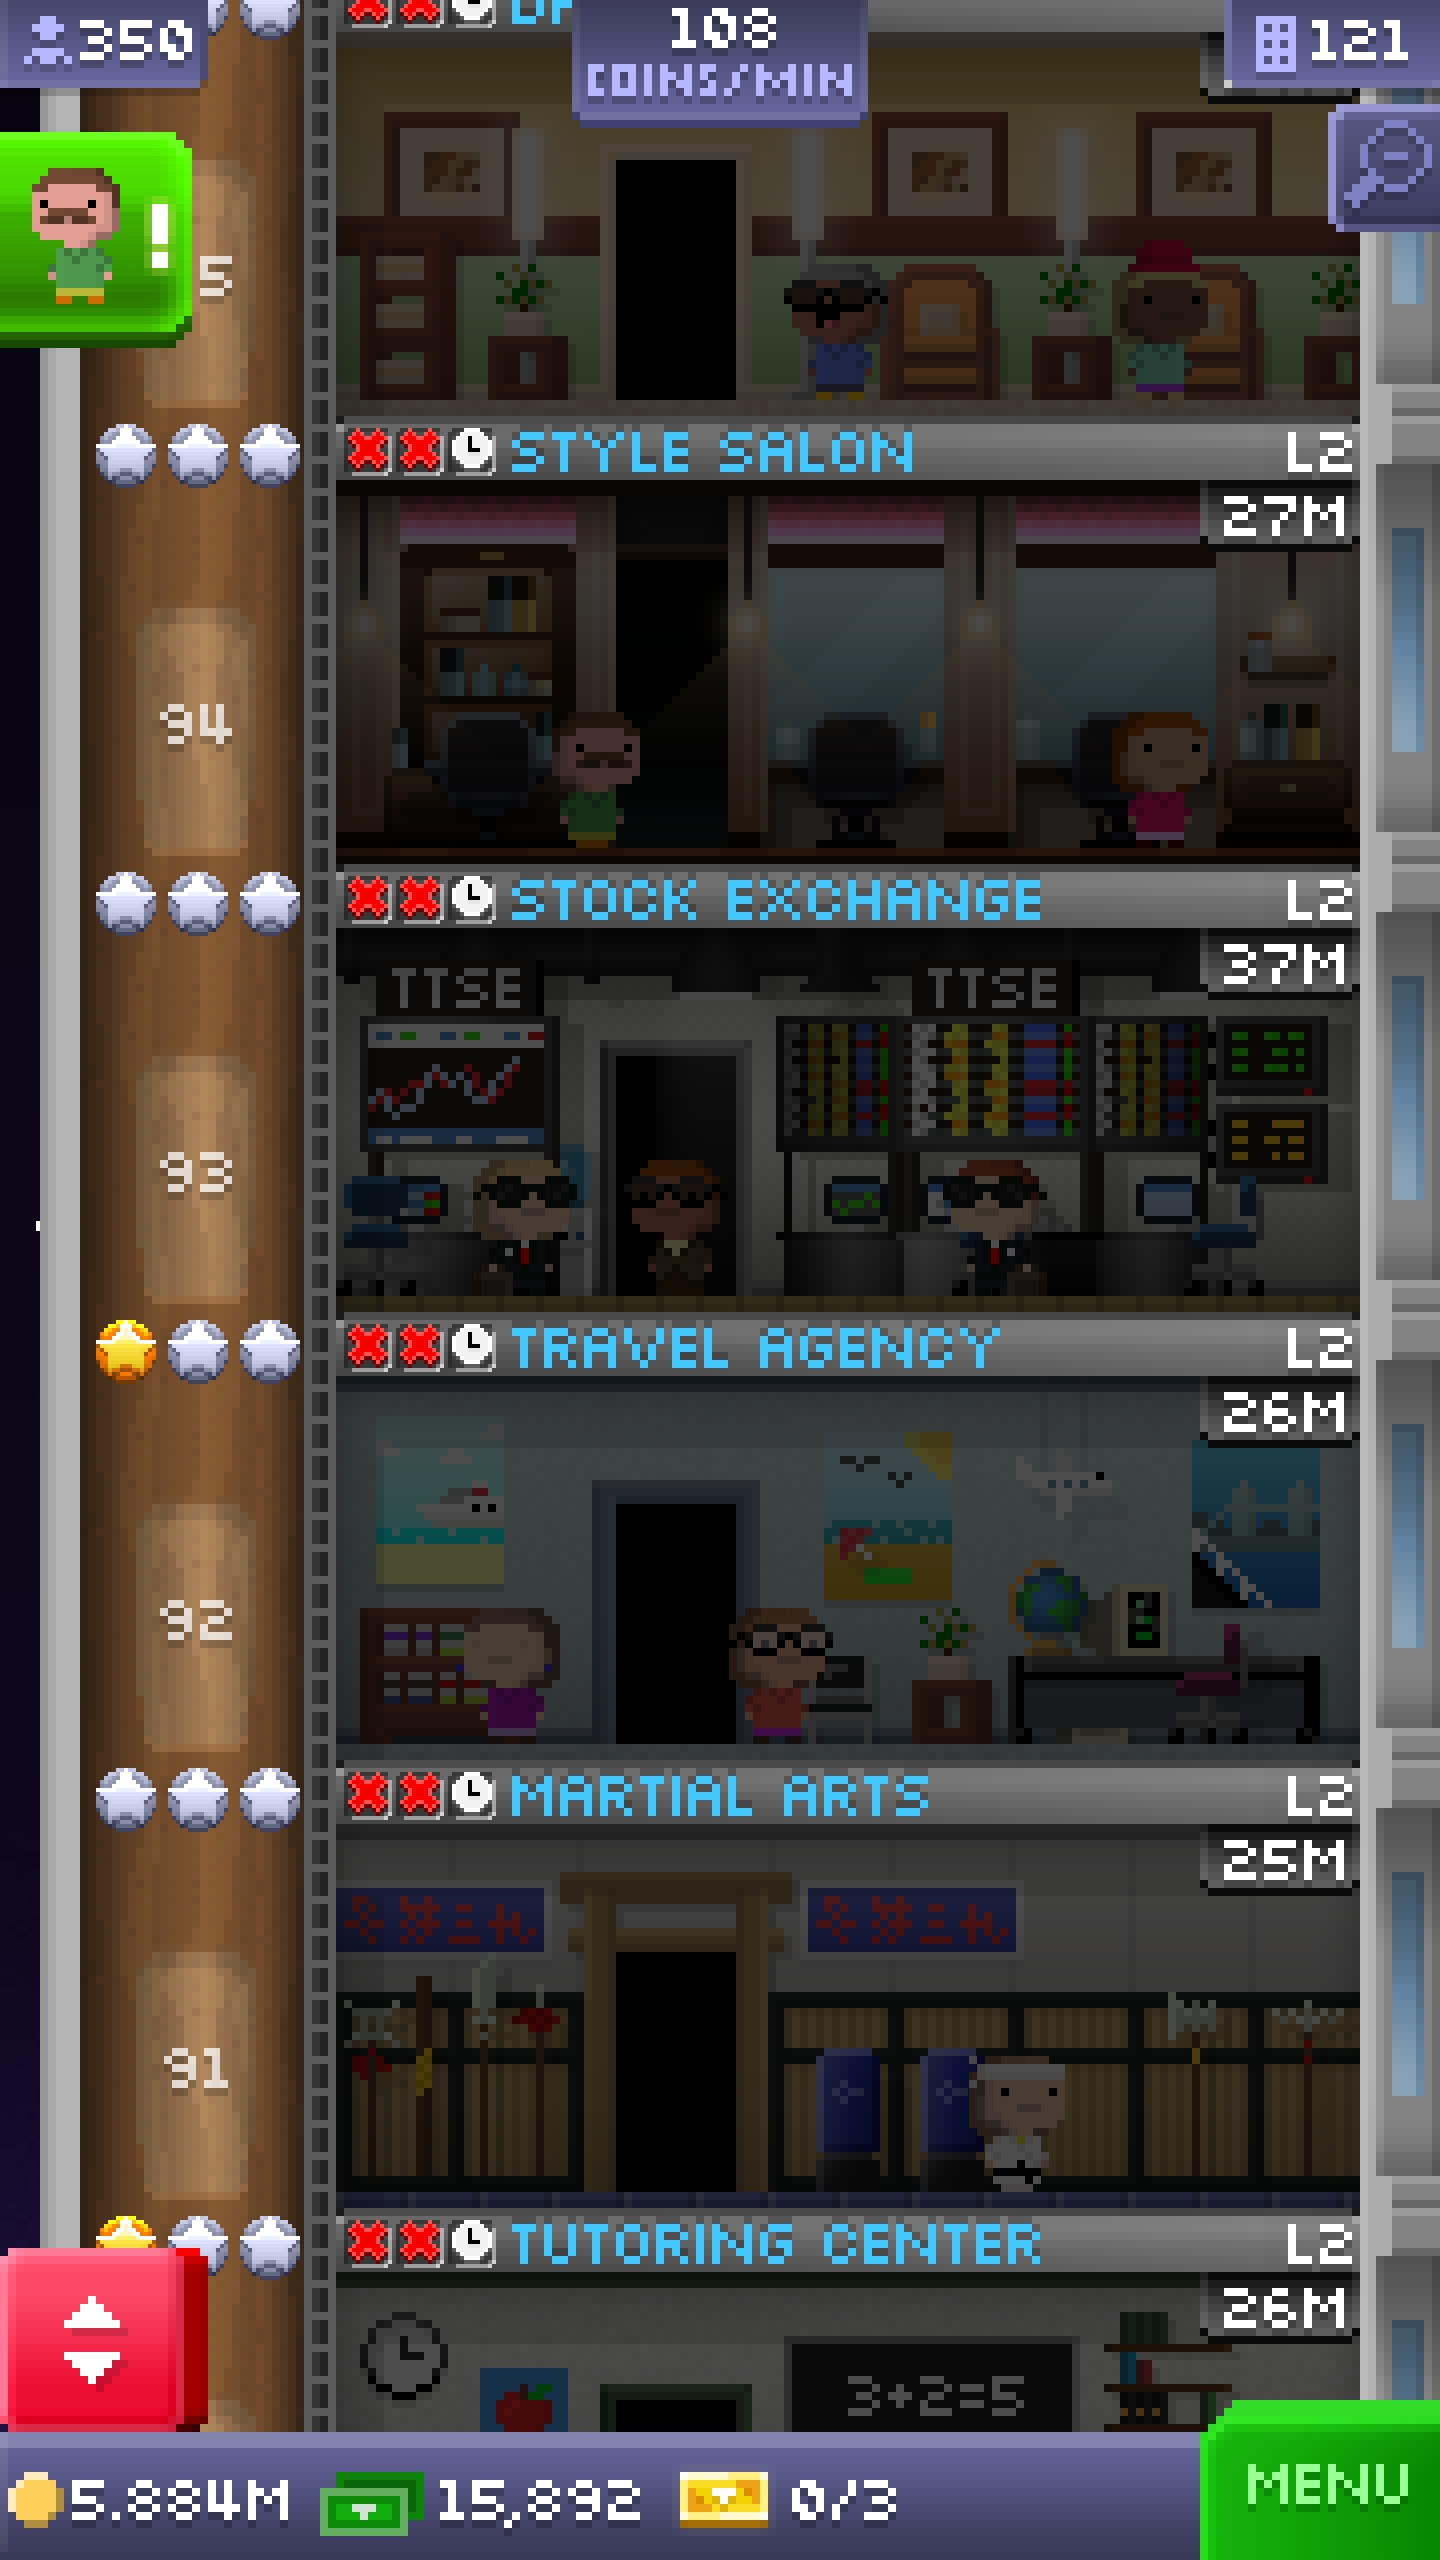 350
108
COINS/MIN
121
!
5
STYLE SALON L2
27M
94
STOCK EXCHANGE L2
37M
TTSE TTSE
93
TRAVEL AGENCY L2
26M
92
MARTIAL ARTS L2
25M
91
TUTORING CENTER L2
26M
3+2=5
5.884M 15,892 0/3
MENU